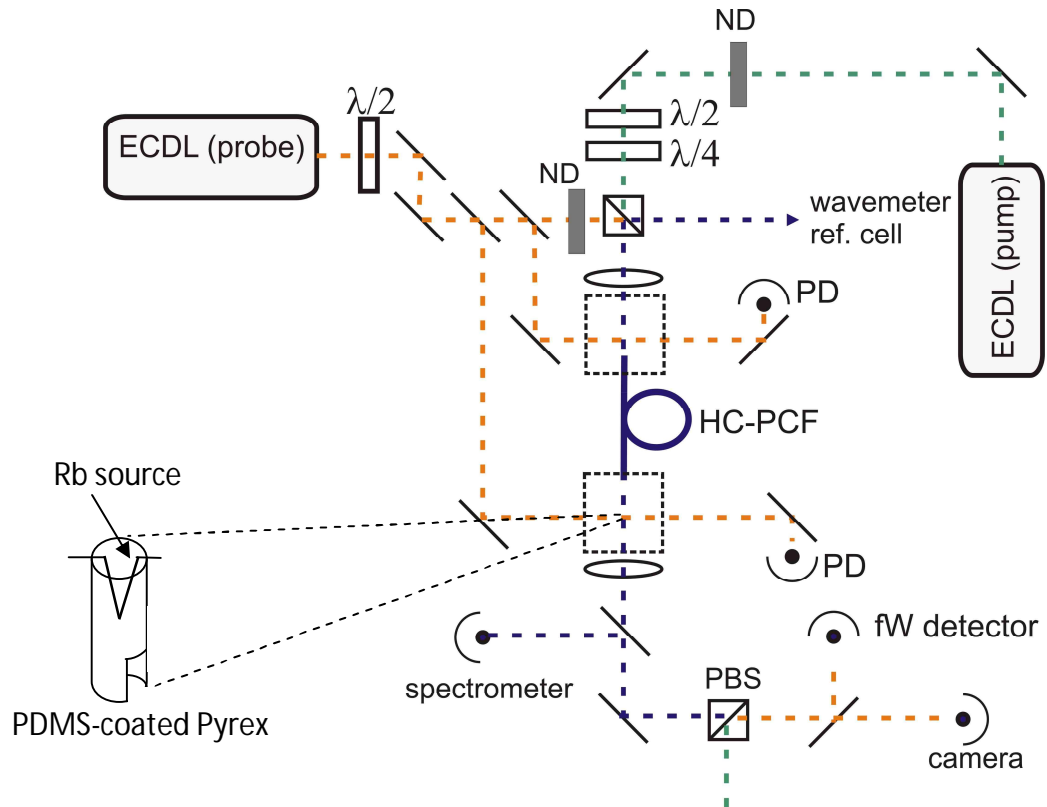 ND
λ/2
ECDL (probe)
λ/2
λ/4
ND
wavemeter
ref. cell
ECDL (pump)
PD
HC-PCF
Rb source
PD
fW detector
spectrometer
PBS
PDMS-coated Pyrex
camera